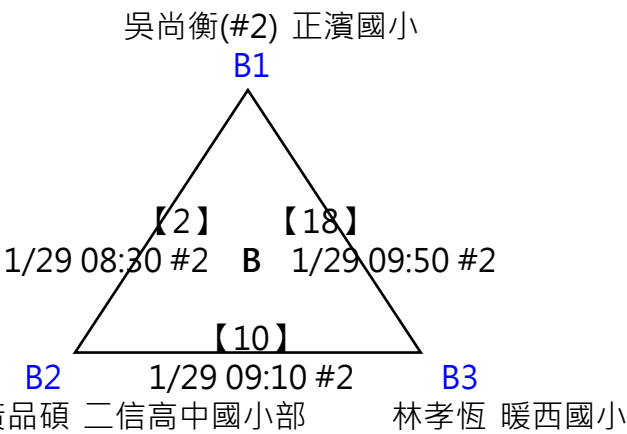 吳尚衡(#2) 正濱國小
B1
【2】 【18】
1/29 08:30 #2 B 1/29 09:50 #2
【10】
B2 1/29 09:10 #2 B3
品碩 二信高中國小部 林孝恆 暖西國小